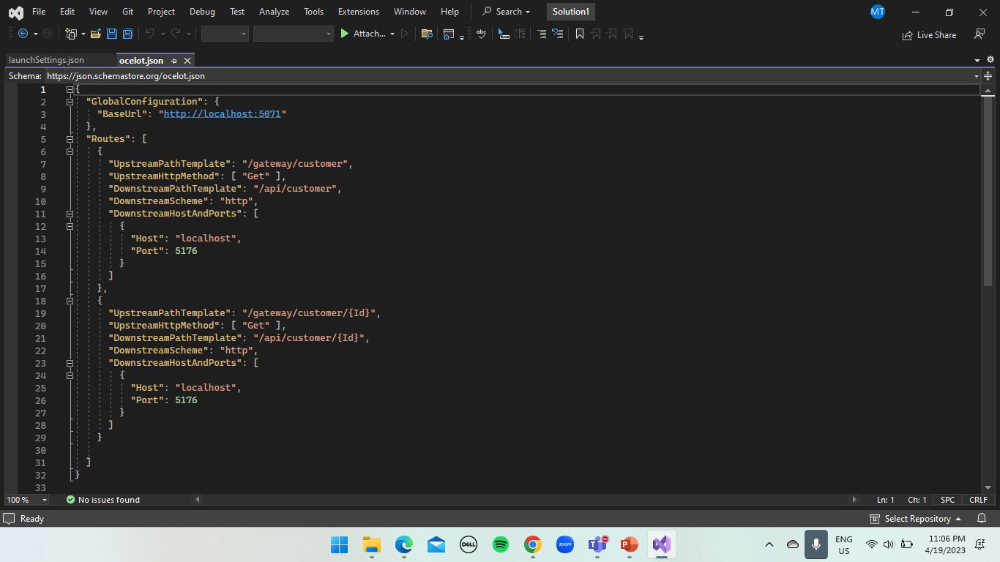 File Edit View Git Project Debug Test Analyze Tools Extensions Window Help Search Solution1 MT
Attach... abc Live Share
launchSettings.json ocelot.json
Schema: https://json.schemastore.org/ocelot.json
1 {
2 "GlobalConfiguration": {
3 "BaseUrl": "http://localhost:5071"
4 },
5 "Routes": [
6 {
7 "UpstreamPathTemplate": "/gateway/customer",
8 "UpstreamHttpMethod": [ "Get" ],
9 "DownstreamPathTemplate": "/api/customer",
10 "DownstreamScheme": "http",
11 "DownstreamHostAndPorts": [
12 {
13 "Host": "localhost",
14 "Port": 5176
15 }
16 ]
17 },
18 {
19 "UpstreamPathTemplate": "/gateway/customer/{Id}",
20 "UpstreamHttpMethod": [ "Get" ],
21 "DownstreamPathTemplate": "/api/customer/{Id}",
22 "DownstreamScheme": "http",
23 "DownstreamHostAndPorts": [
24 {
25 "Host": "localhost",
26 "Port": 5176
27 }
28 ]
29 }
30
31 ]
32 }
33
100 % No issues found Ln: 1 Ch: 1 SPC CRLF
Ready Select Repository
DELL zoom ENG US 11:06 PM
4/19/2023